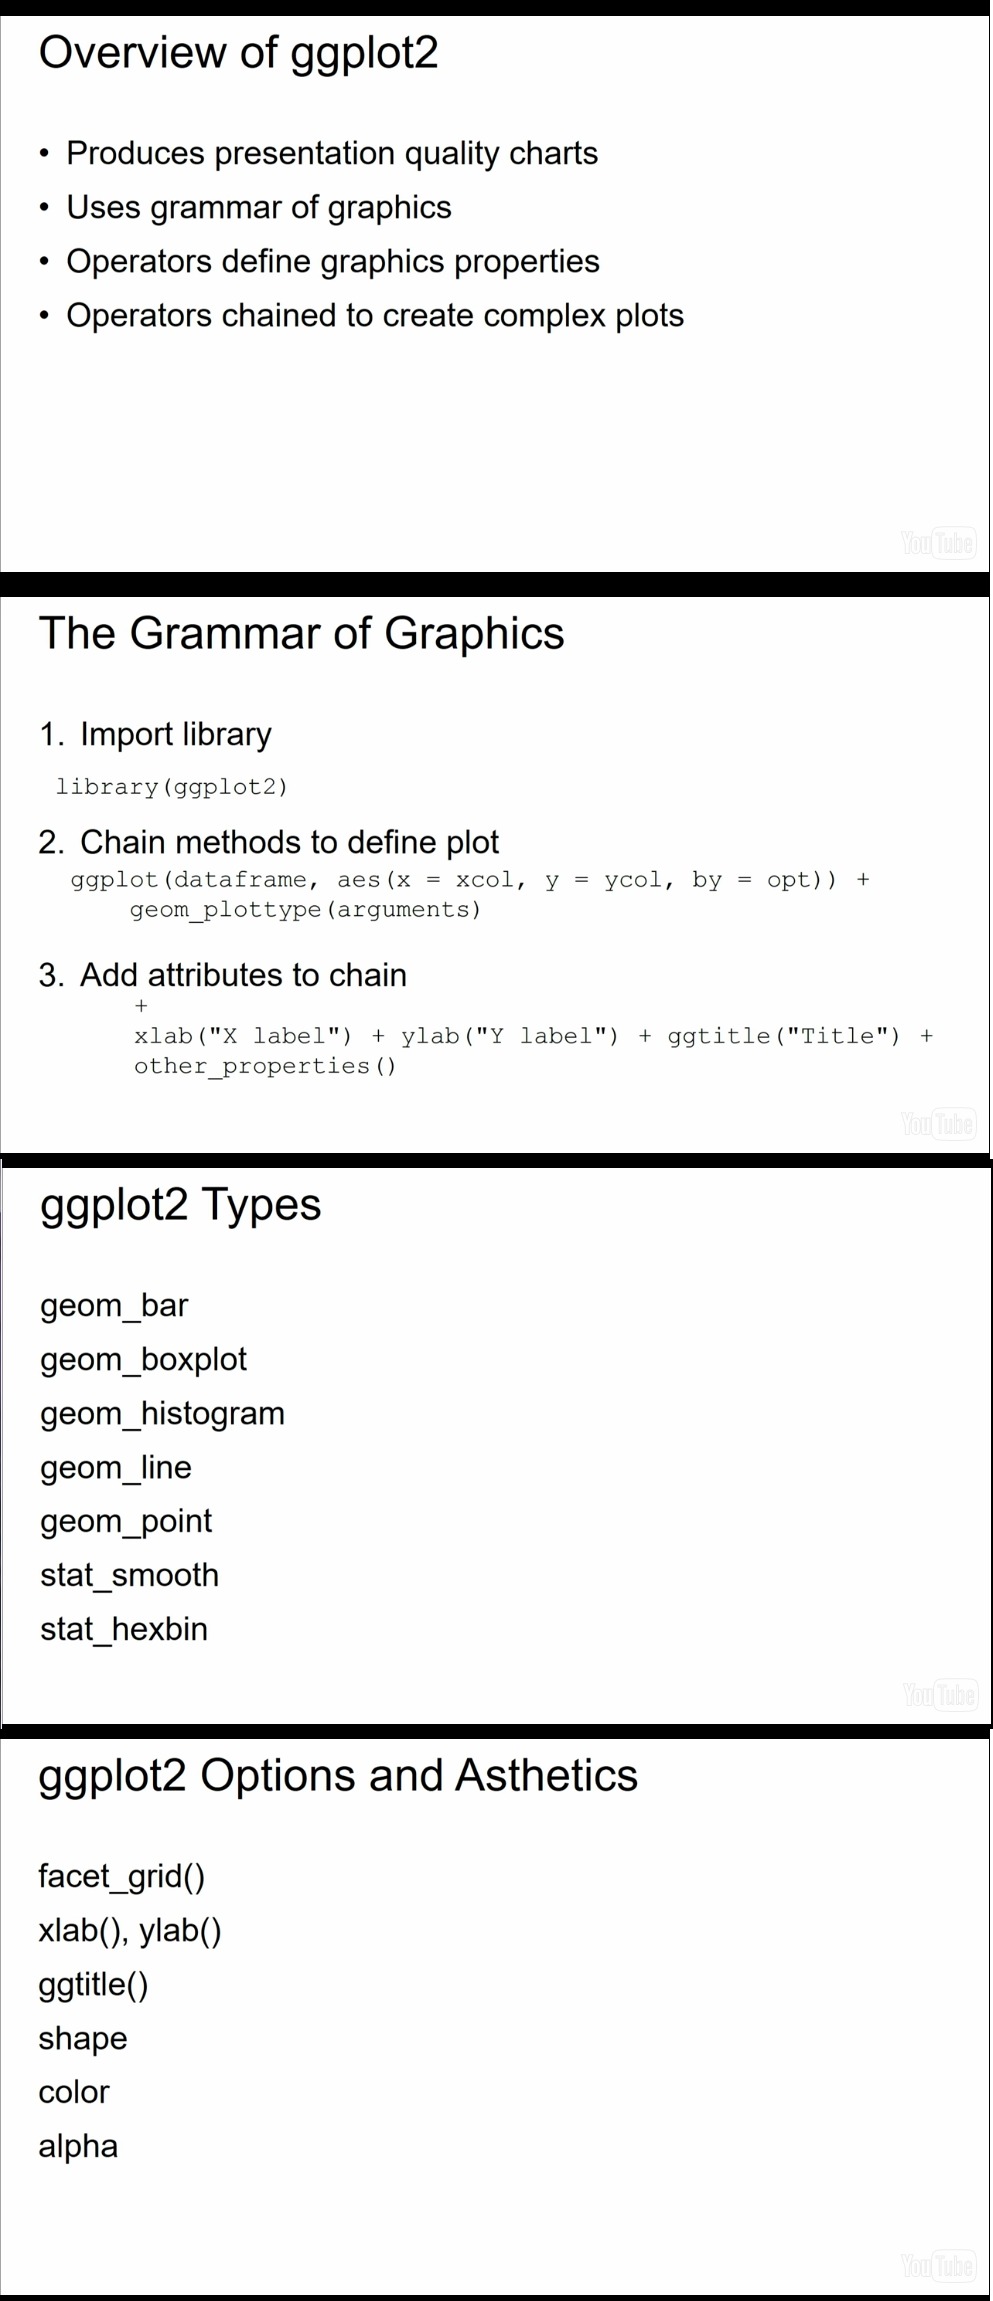 Overview of ggplot2
• Produces presentation quality charts
• Uses grammar of graphics
• Operators define graphics properties
• Operators chained to create complex plots
YouTube
The Grammar of Graphics
1. Import library
library(ggplot2)
2. Chain methods to define plot
ggplot(dataframe, aes(x = xcol, y = ycol, by = opt)) +
geom_plottype(arguments)
3. Add attributes to chain
+
xlab("X label") + ylab("Y label") + ggtitle("Title") +
other_properties()
YouTube
ggplot2 Types
geom_bar
geom_boxplot
geom_histogram
geom_line
geom_point
stat_smooth
stat_hexbin
YouTube
ggplot2 Options and Asthetics
facet_grid()
xlab(), ylab()
ggtitle()
shape
color
alpha
YouTube